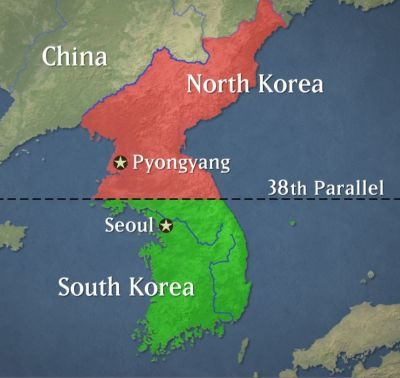 China
North Korea
Pyongyang
38th Parallel
Seoul
South Korea